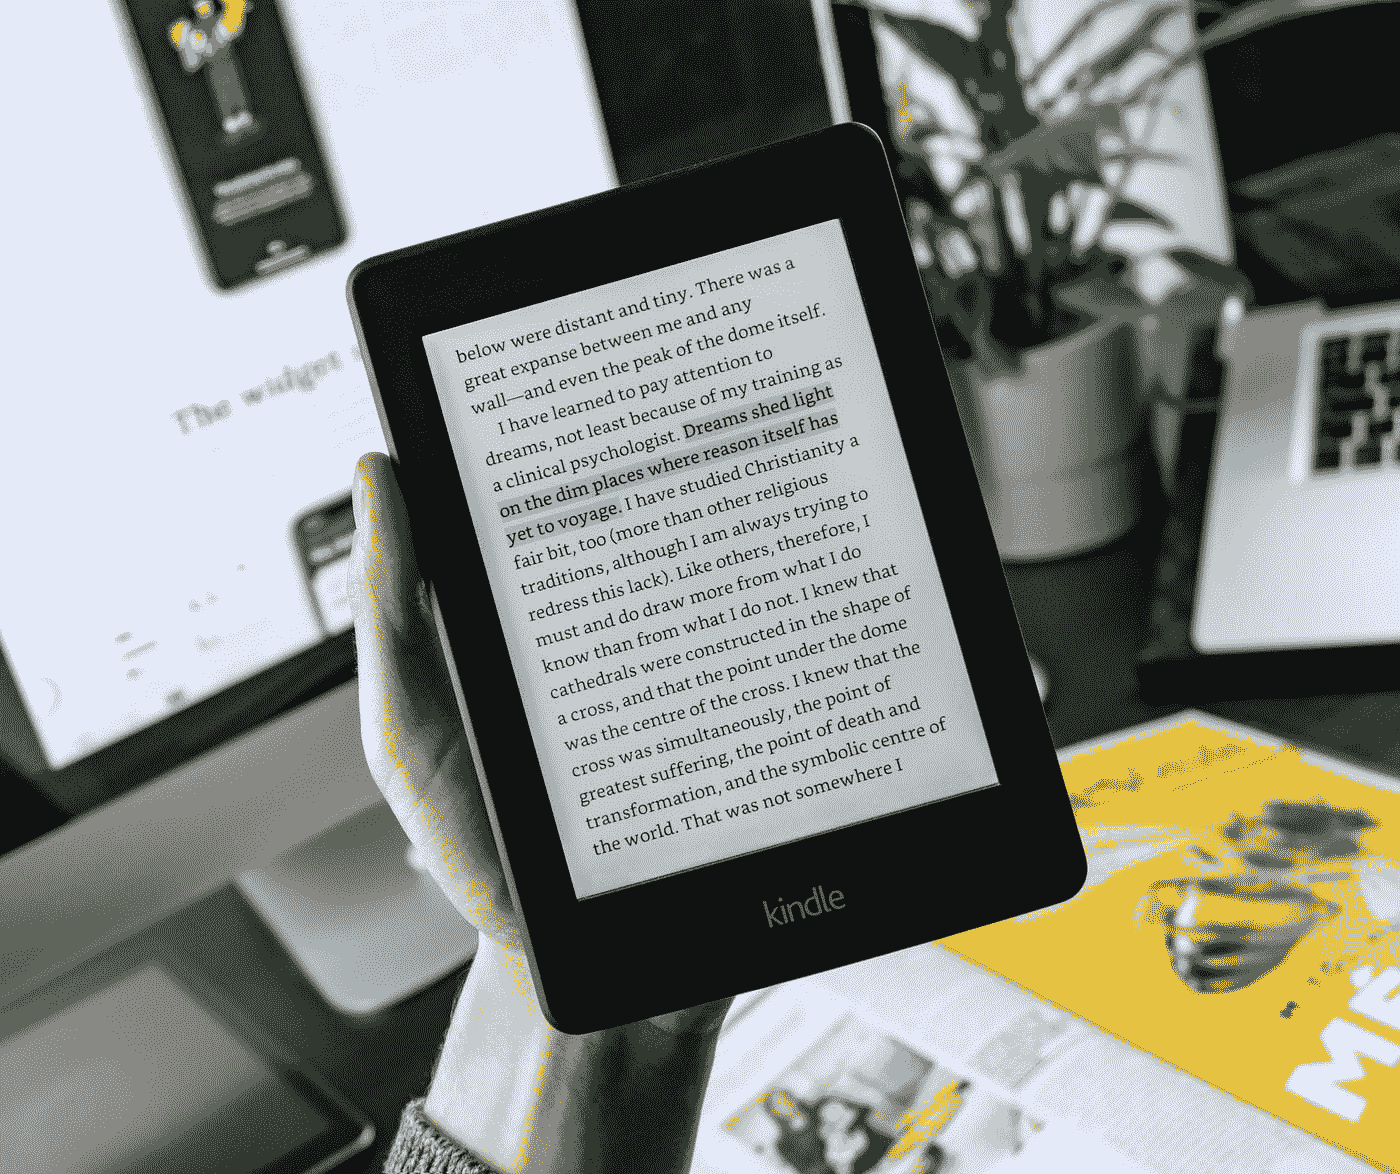 The widget
below were distant and tiny. There was a
great expanse between me and any
wall—and even the peak of the dome itself.
I have learned to pay attention to
dreams, not least because of my training as
a clinical psychologist. Dreams shed light
on the dim places where reason itself has
yet to voyage. I have studied Christianity a
fair bit, too (more than other religious
traditions, although I am always trying to
redress this lack). Like others, therefore, I
must and do draw more from what I do
know than from what I do not. I knew that
cathedrals were constructed in the shape of
a cross, and that the point under the dome
was the centre of the cross. I knew that the
cross was simultaneously, the point of
greatest suffering, the point of death and
transformation, and the symbolic centre of
the world. That was not somewhere I
kindle